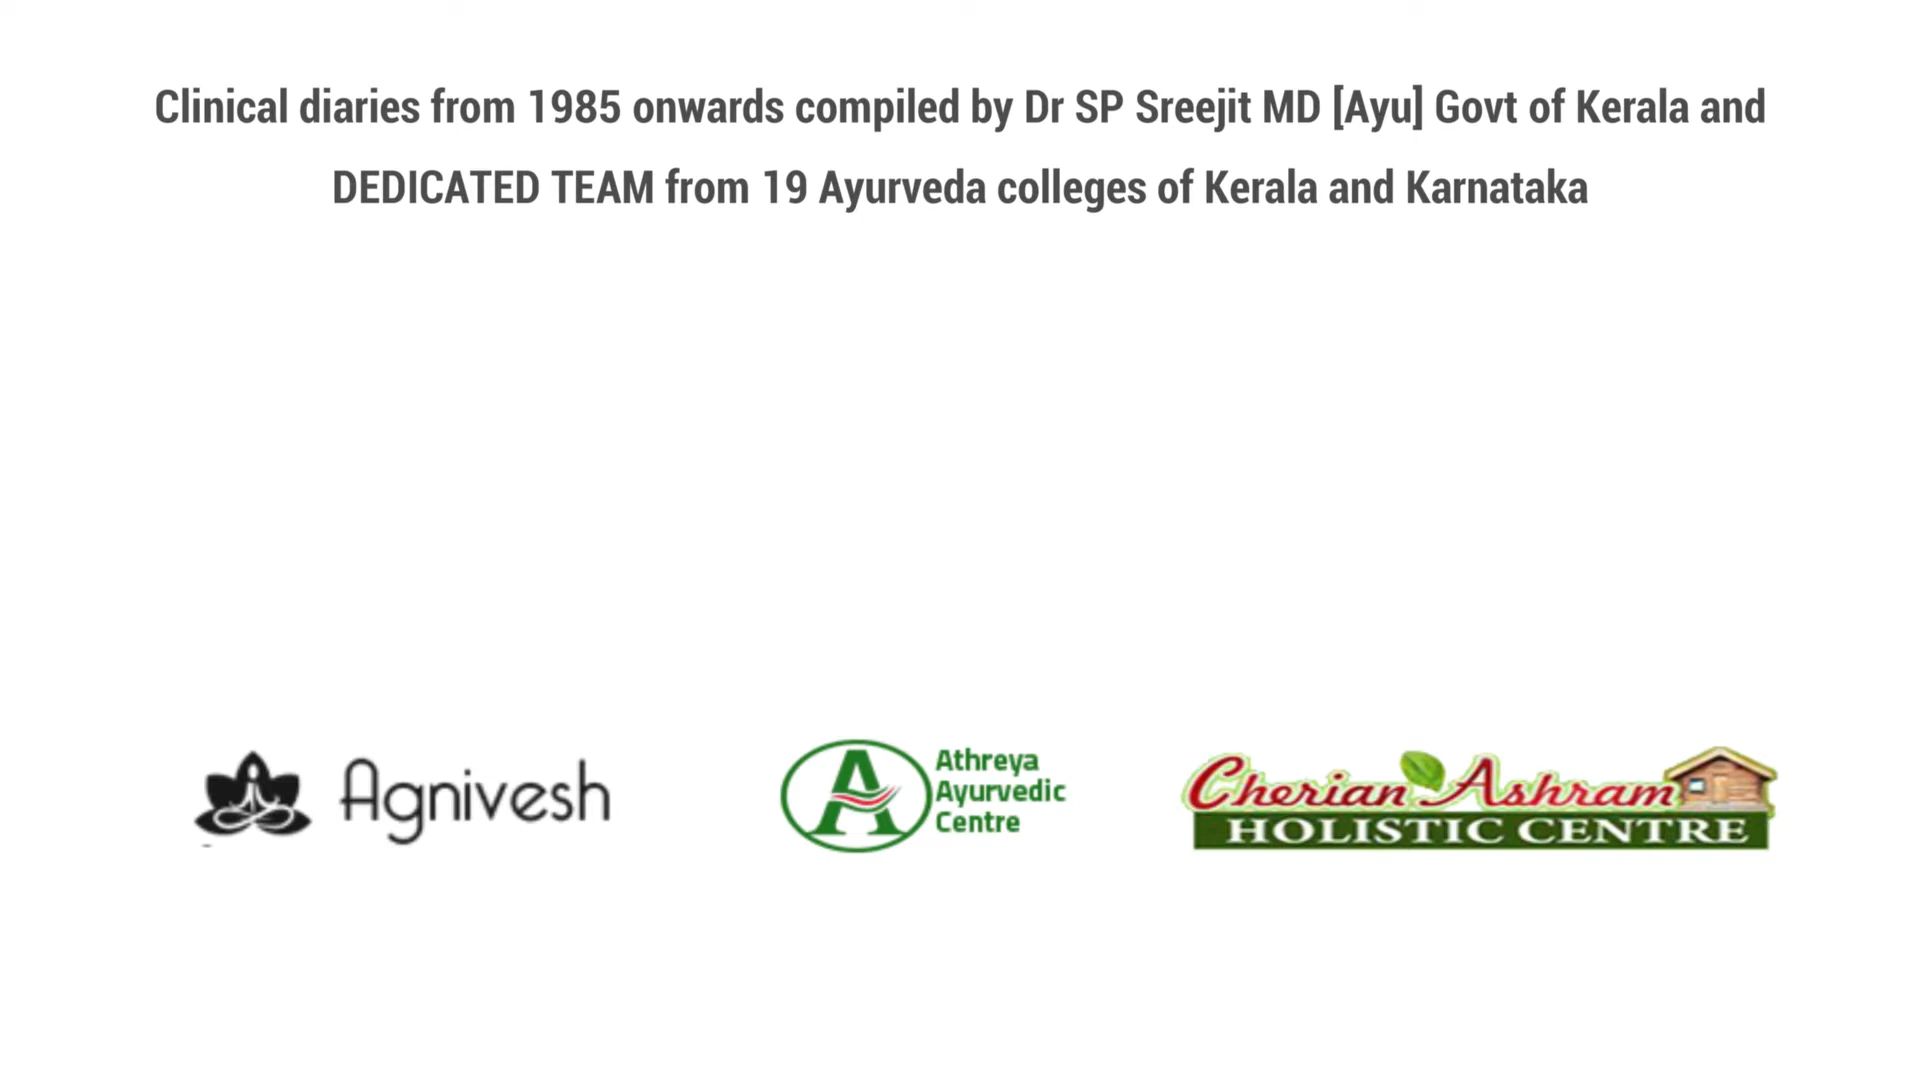 Clinical diaries from 1985 onwards compiled by Dr SP Sreejit MD [Ayu] Govt of Kerala and
DEDICATED TEAM from 19 Ayurveda colleges of Kerala and Karnataka
Agnivesh
A
Athreya
Ayurvedic
Centre
Cherian Ashram
HOLISTIC CENTRE